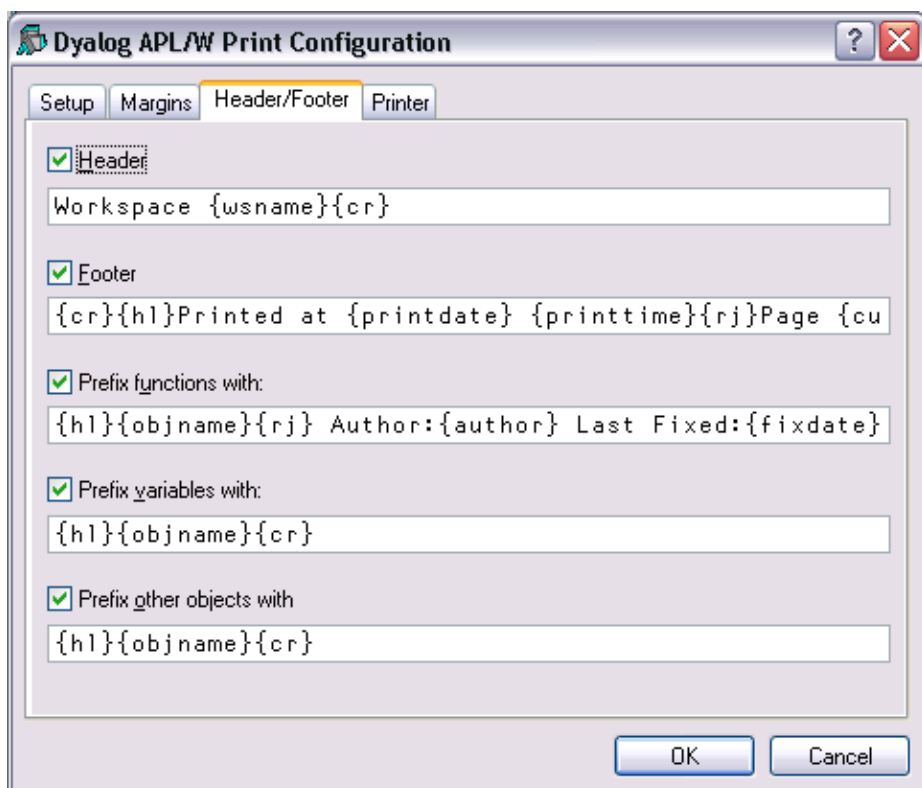 Dyalog APL/W Print Configuration
Setup Margins Header/Footer Printer
Header
Workspace {wsname}{cr}
Footer
{cr}{hl}Printed at {printdate} {printtime}{rj}Page {cu
Prefix functions with:
{hl}{objname}{rj} Author:{author} Last Fixed:{fixdate}
Prefix variables with:
{hl}{objname}{cr}
Prefix other objects with
{hl}{objname}{cr}
OK Cancel